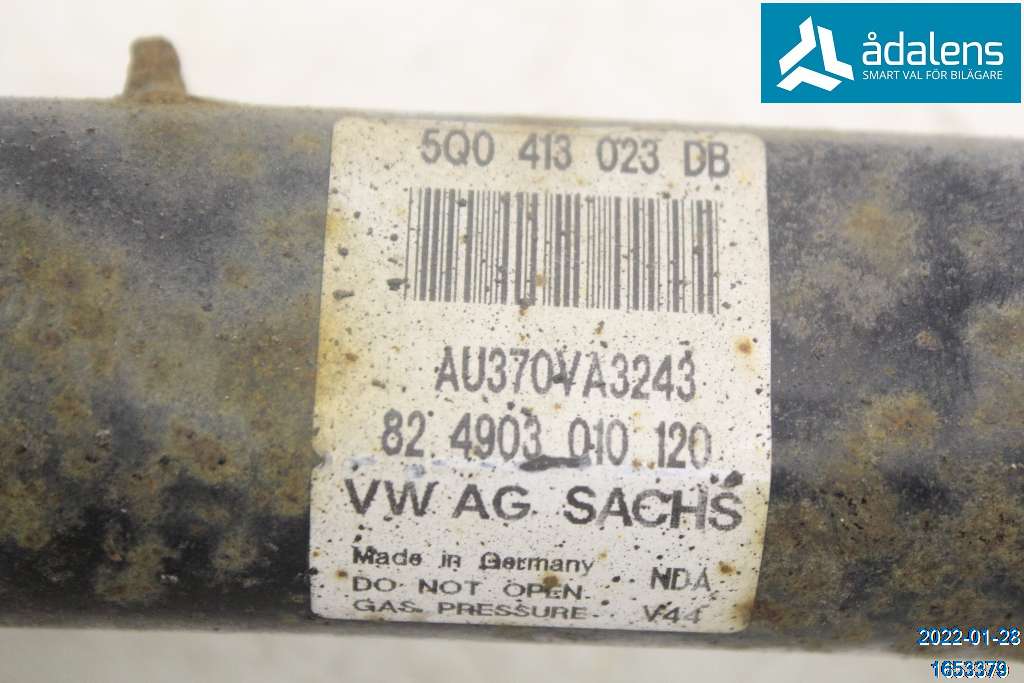 ådalens
SMART VAL FÖR BILÄGARE
5Q0 413 023 DB
AU370VA3243
82 4903 010 120
VW AG SACHS
Made in Germany
NDA
DO NOT OPEN
GAS PRESSURE
V44
2022-01-28
1653379